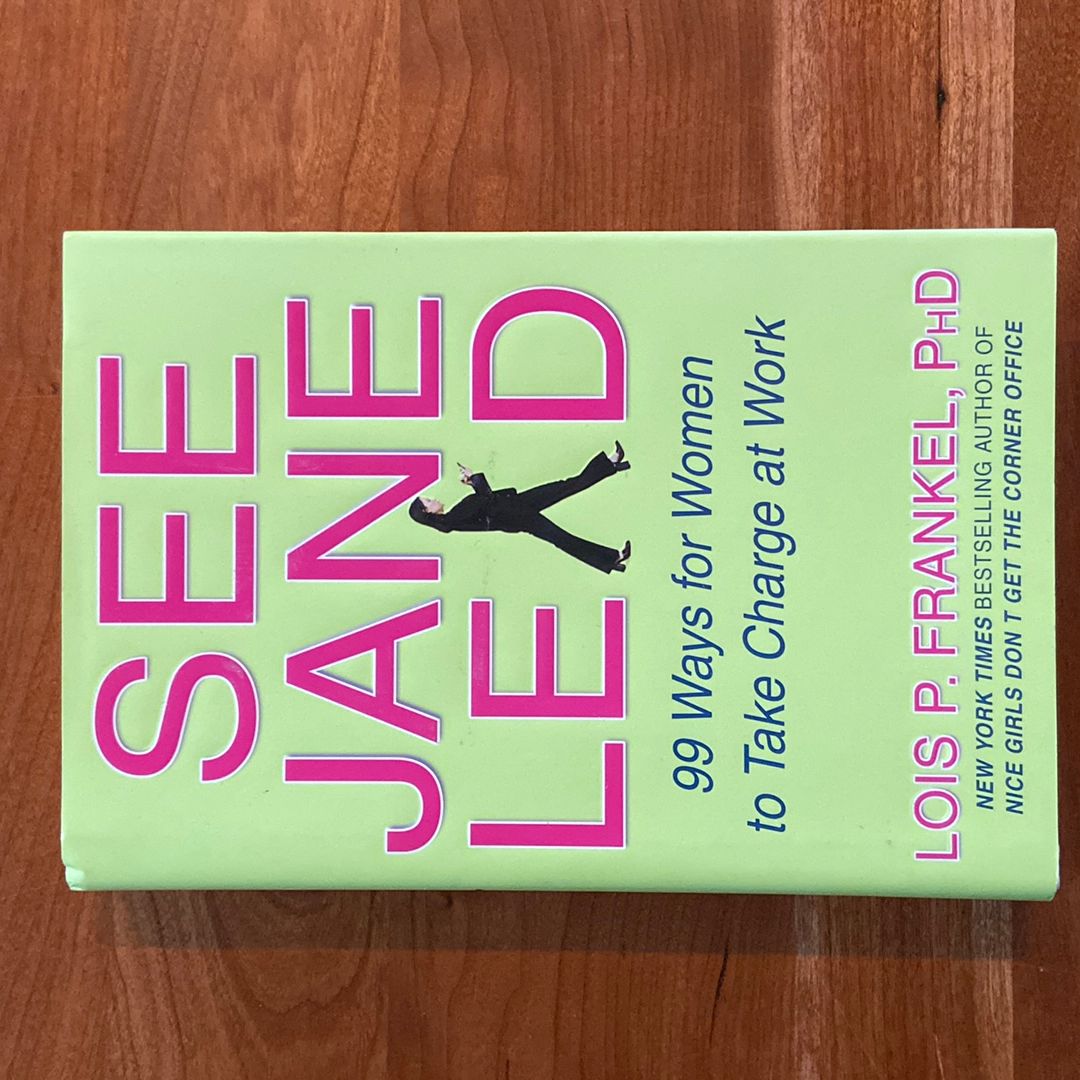 SEE
JANE
LE D
99 Ways for Women
to Take Charge at Work
LOIS P. FRANKEL, PHD
NEW YORK TIMES BESTSELLING AUTHOR OF
NICE GIRLS DON T GET THE CORNER OFFICE